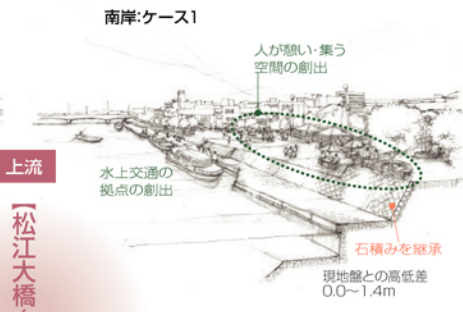 南岸:ケース1
人が憩い・集う
空間の創出
上流
水上交通の
拠点の創出
【松江大橋
石積みを継承
現地盤との高低差
0.0〜1.4m